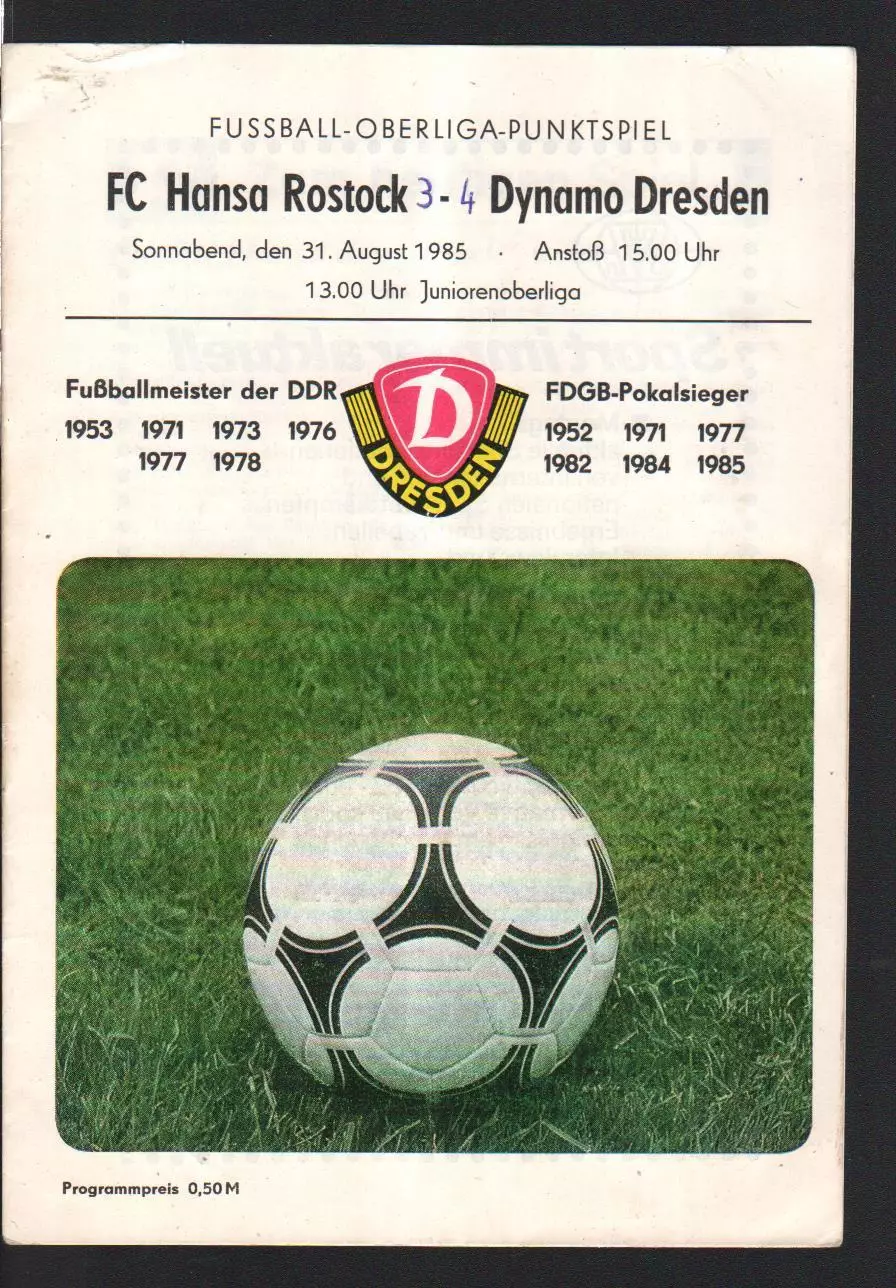 FUSSBALL-OBERLIGA-PUNKTSPIEL
FC Hansa Rostock 3-4 Dynamo Dresden
Sonnabend, den 31. August 1985 · Anstoß 15.00 Uhr
13.00 Uhr Juniorenoberliga
Fußballmeister der DDR
1953 1971 1973 1976
1977 1978
D
DRESDEN
FDGB-Pokalsieger
1952 1971 1977
1982 1984 1985
Programmpreis 0,50 M